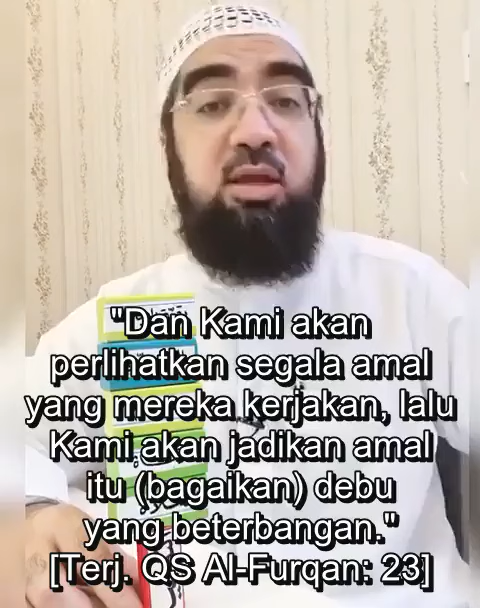 "Dan Kami akan
perlihatkan segala amal
yang mereka kerjakan, lalu
Kami akan jadikan amal
itu (bagaikan) debu
yang beterbangan."
[Terj. QS Al-Furqan: 23]